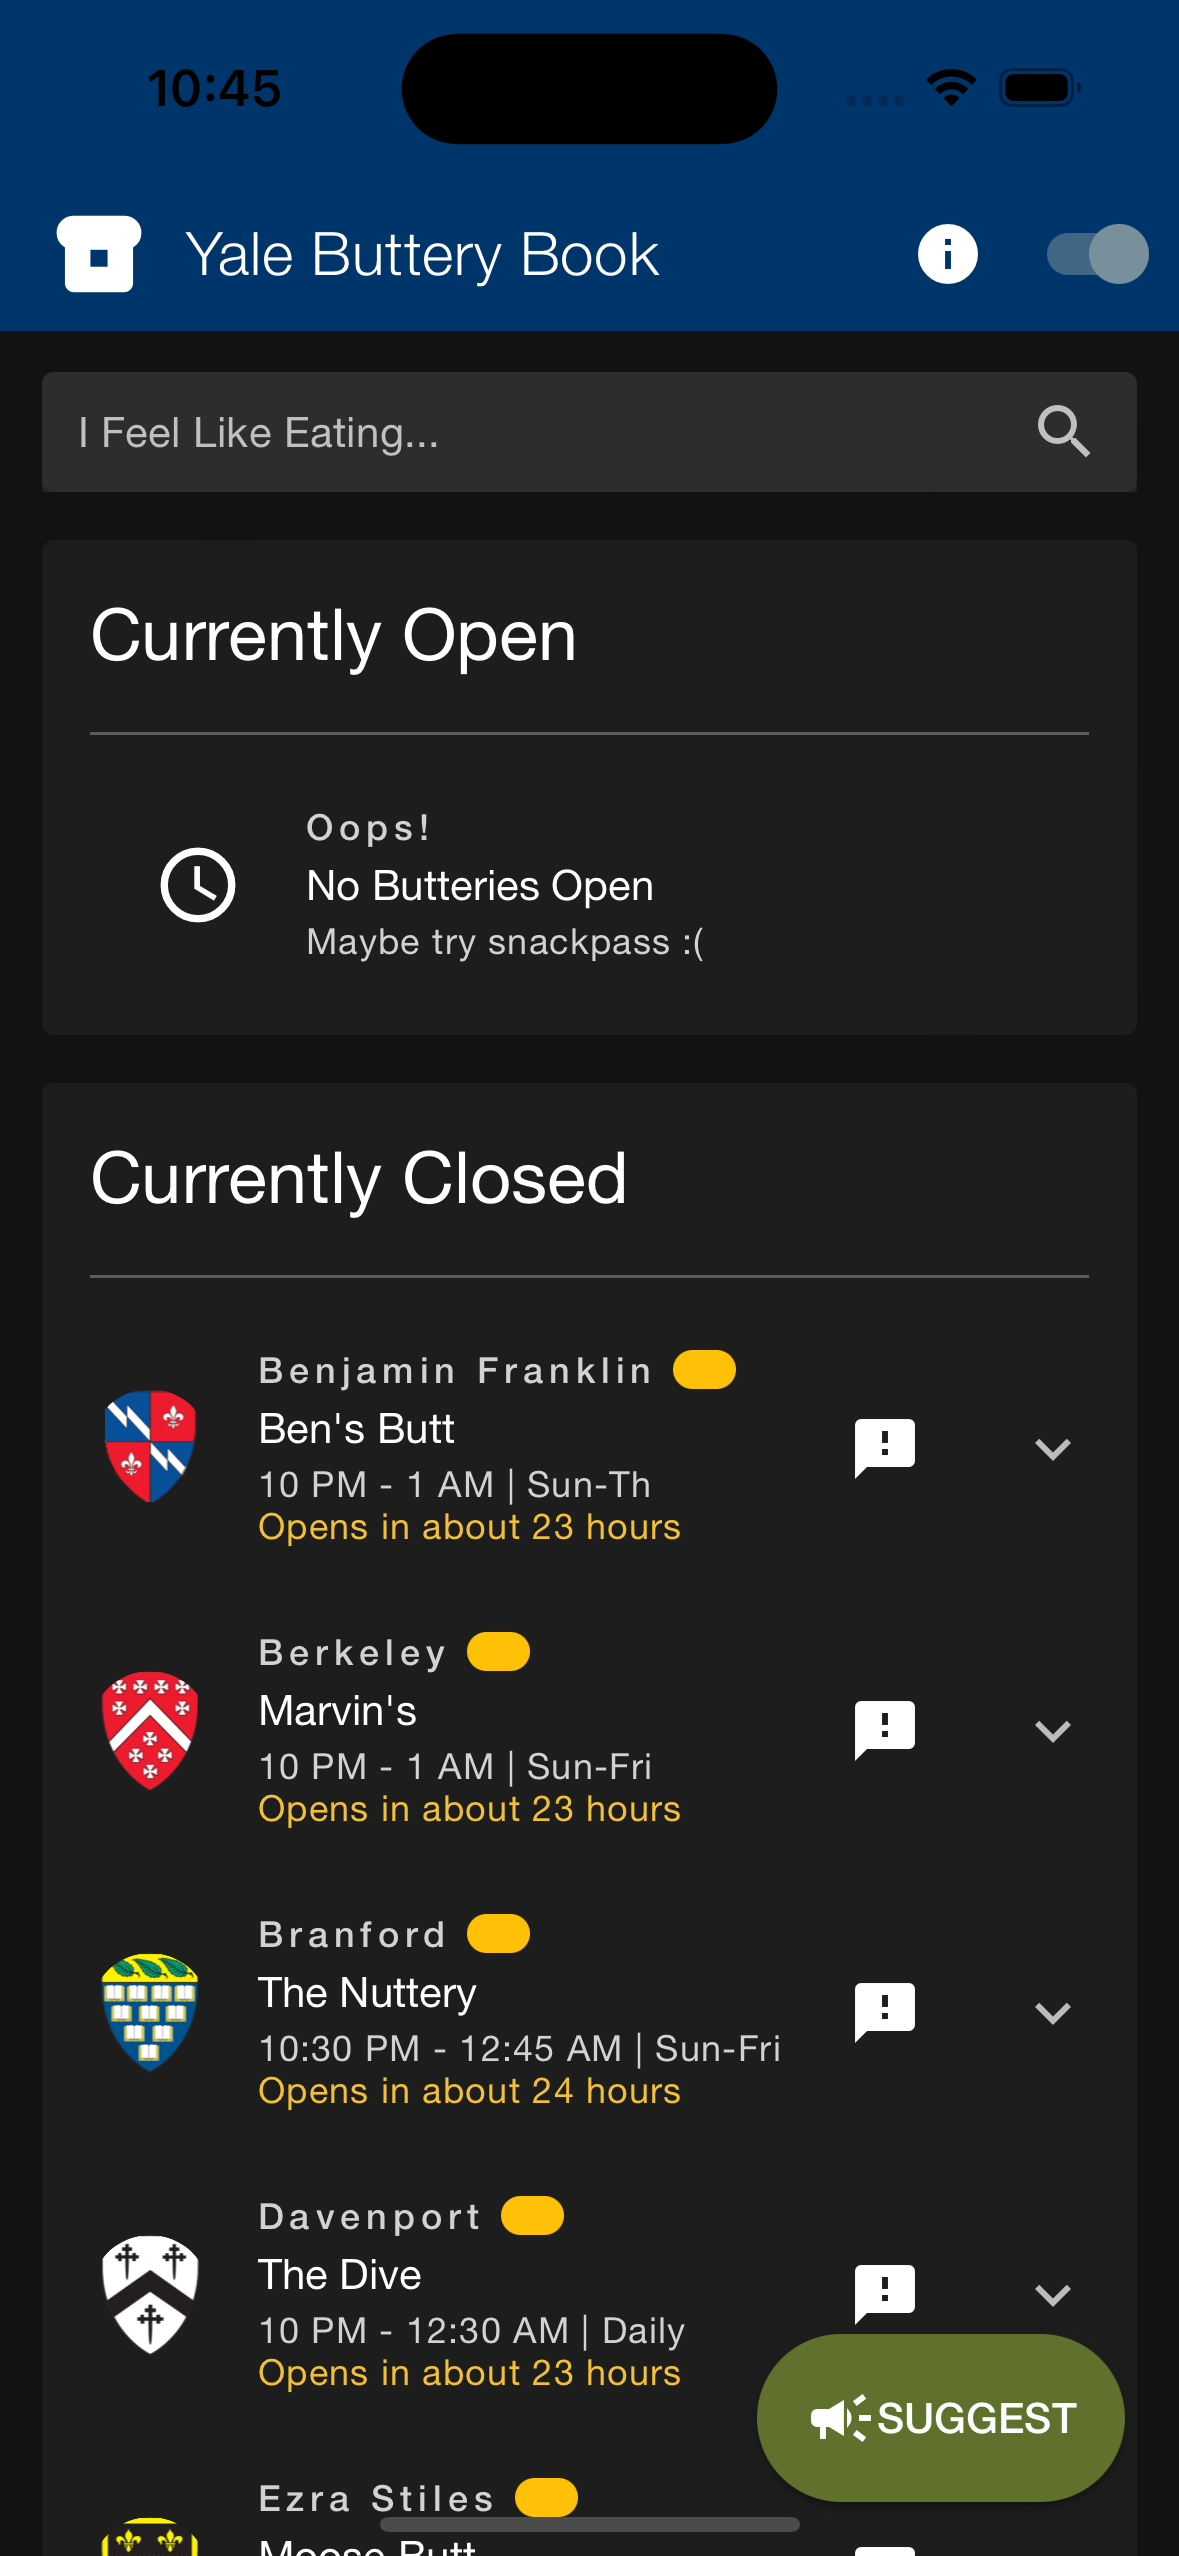 10:45
Yale Buttery Book
I Feel Like Eating...
Currently Open
Oops!
No Butteries Open
Maybe try snackpass :(
Currently Closed
Benjamin Franklin
Ben's Butt
10 PM - 1 AM | Sun-Th
Opens in about 23 hours
Berkeley
Marvin's
10 PM - 1 AM | Sun-Fri
Opens in about 23 hours
Branford
The Nuttery
10:30 PM - 12:45 AM | Sun-Fri
Opens in about 24 hours
Davenport
The Dive
10 PM - 12:30 AM | Daily
Opens in about 23 hours
SUGGEST
Ezra Stiles
Moose Butt